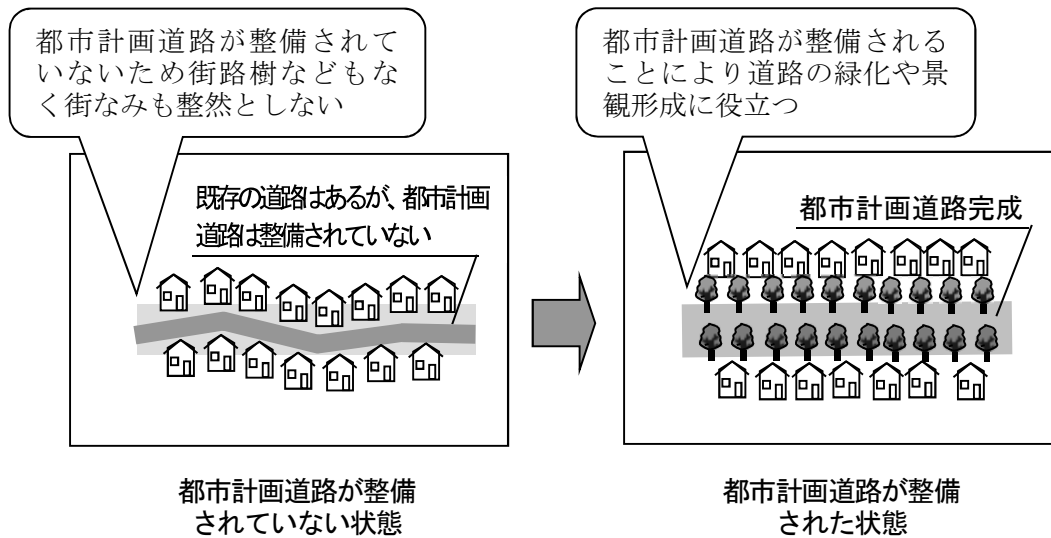 都市計画道路が整備されて
いないため街路樹などもな
く街なみも整然としない
既存の道路はあるが、都市計画
道路は整備されていない
都市計画道路が整備
されていない状態
都市計画道路が整備される
ことにより道路の緑化や景
観形成に役立つ
都市計画道路完成
都市計画道路が整備
された状態